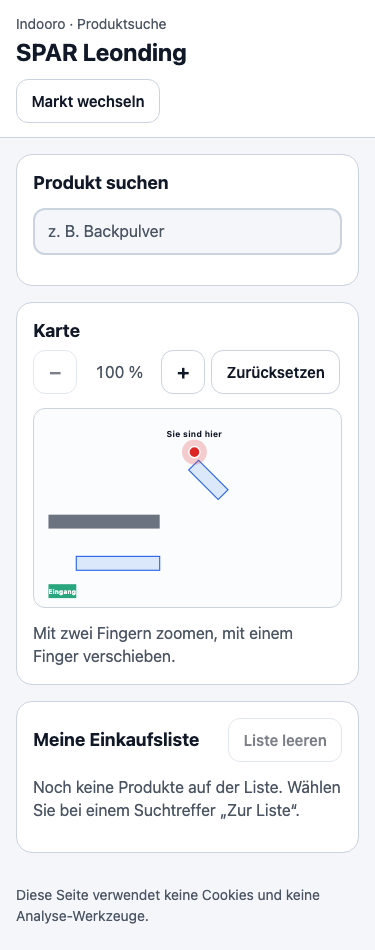 Indooro · Produktsuche
SPAR Leonding
Markt wechseln
Produkt suchen
z. B. Backpulver
Karte
−
100 %
+
Zurücksetzen
Sie sind hier
Eingang
Mit zwei Fingern zoomen, mit einem
Finger verschieben.
Meine Einkaufsliste
Liste leeren
Noch keine Produkte auf der Liste. Wählen
Sie bei einem Suchtreffer „Zur Liste“.
Diese Seite verwendet keine Cookies und keine
Analyse-Werkzeuge.